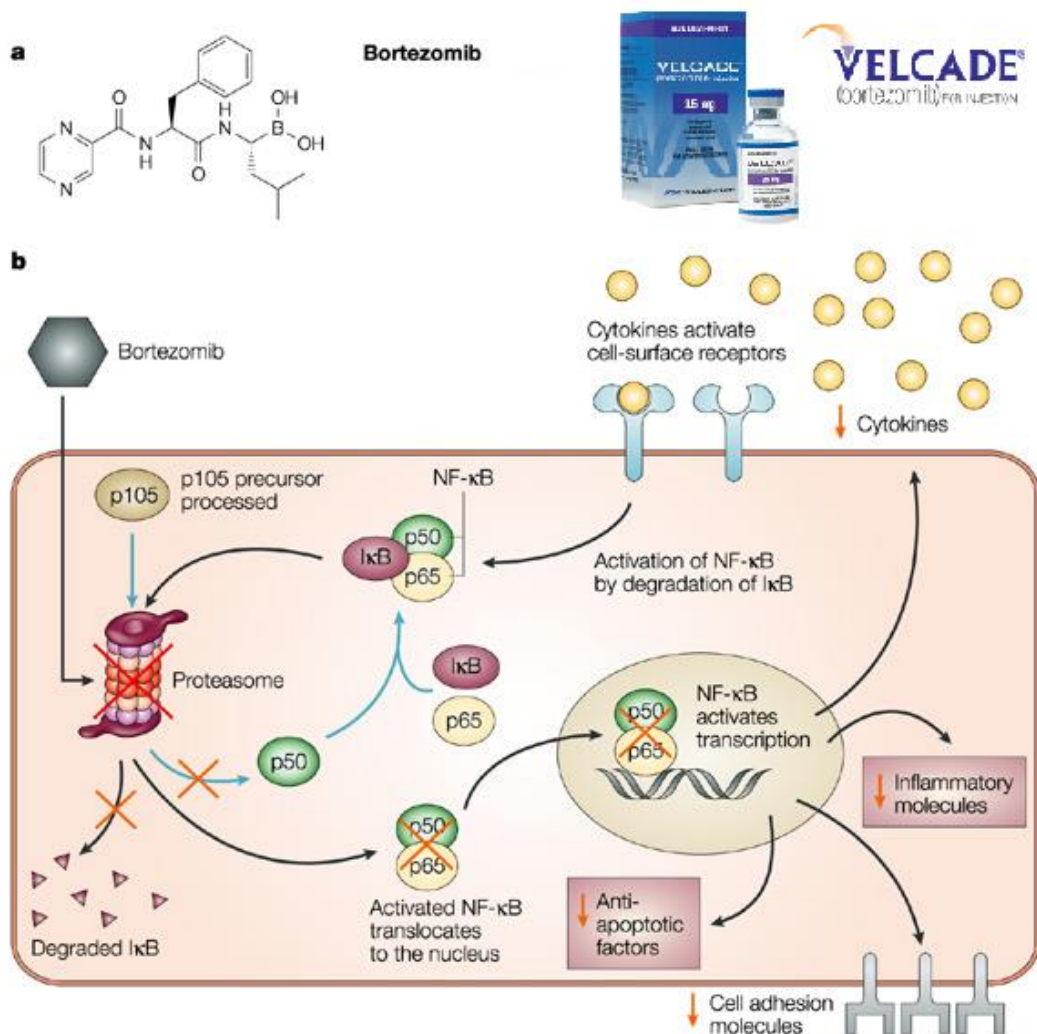 a
Bortezomib
O
OH
H
N
B
OH
N
N
H
O
N
VELCADE
VELCADE®
(bortezomib) FOR INJECTION
b
Bortezomib
Cytokines activate
cell-surface receptors
Cytokines
p105
p105 precursor
processed
NF-κB
p50
IκB
p65
Activation of NF-κB
by degradation of IκB
Proteasome
IκB
p65
p50
p50
p65
NF-κB
activates
transcription
Inflammatory
molecules
p50
p65
Degraded IκB
Activated NF-κB
translocates
to the nucleus
Anti-
apoptotic
factors
Cell adhesion
molecules